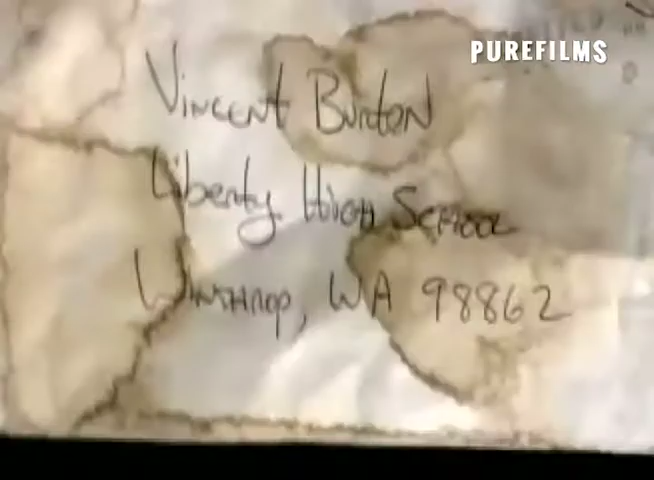 PUREFILMS
Vincent Burton
Liberty High School
Winthrop, WA 98862